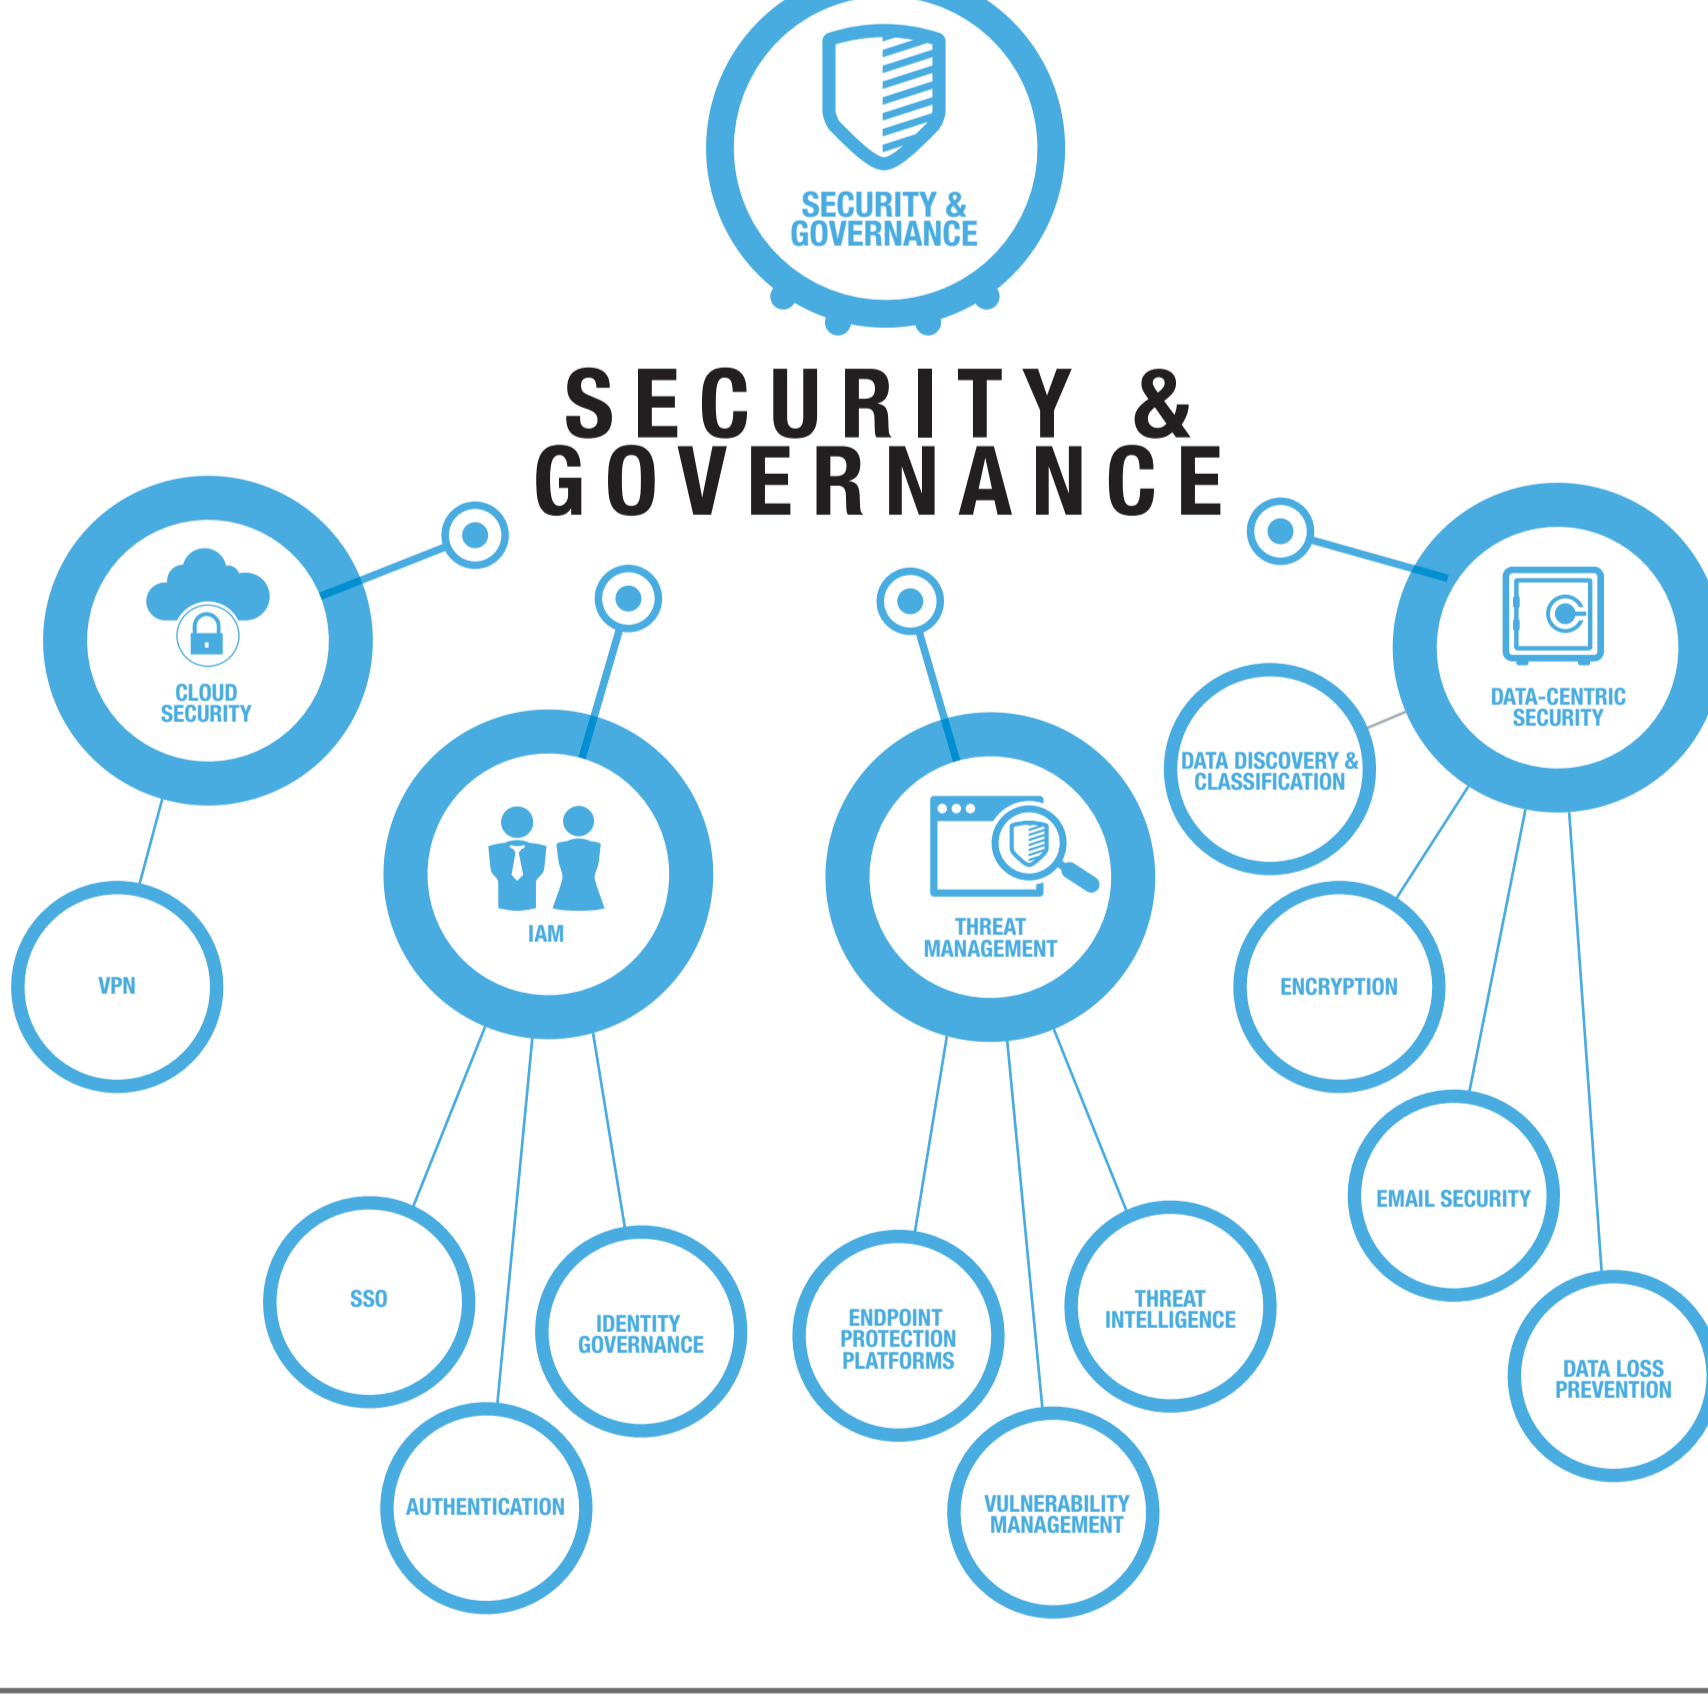 SECURITY &
GOVERNANCE
SECURITY &
GOVERNANCE
CLOUD
SECURITY
VPN
IAM
SSO
AUTHENTICATION
IDENTITY
GOVERNANCE
THREAT
MANAGEMENT
ENDPOINT
PROTECTION
PLATFORMS
VULNERABILITY
MANAGEMENT
THREAT
INTELLIGENCE
DATA-CENTRIC
SECURITY
DATA DISCOVERY &
CLASSIFICATION
ENCRYPTION
EMAIL SECURITY
DATA LOSS
PREVENTION